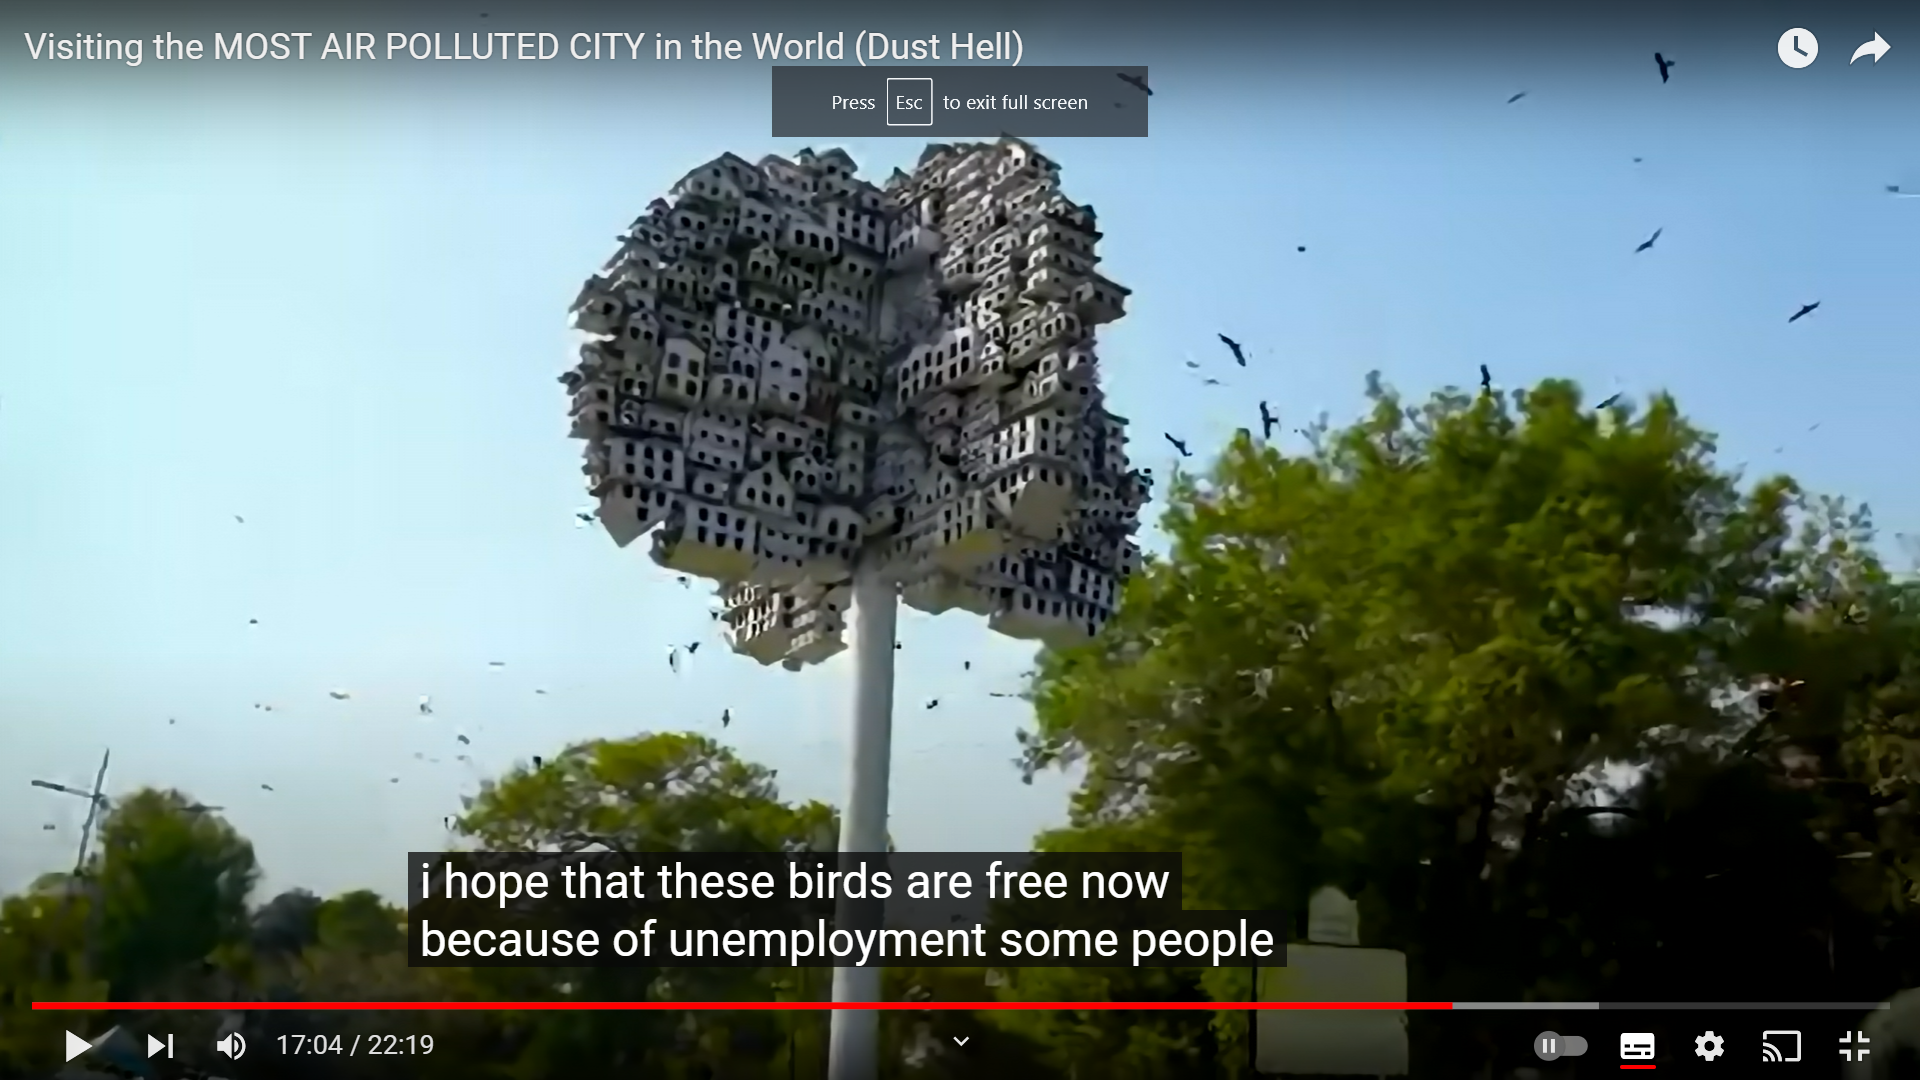 Visiting the MOST AIR POLLUTED CITY in the World (Dust Hell)
Press Esc to exit full screen
i hope that these birds are free now
because of unemployment some people
17:04 / 22:19